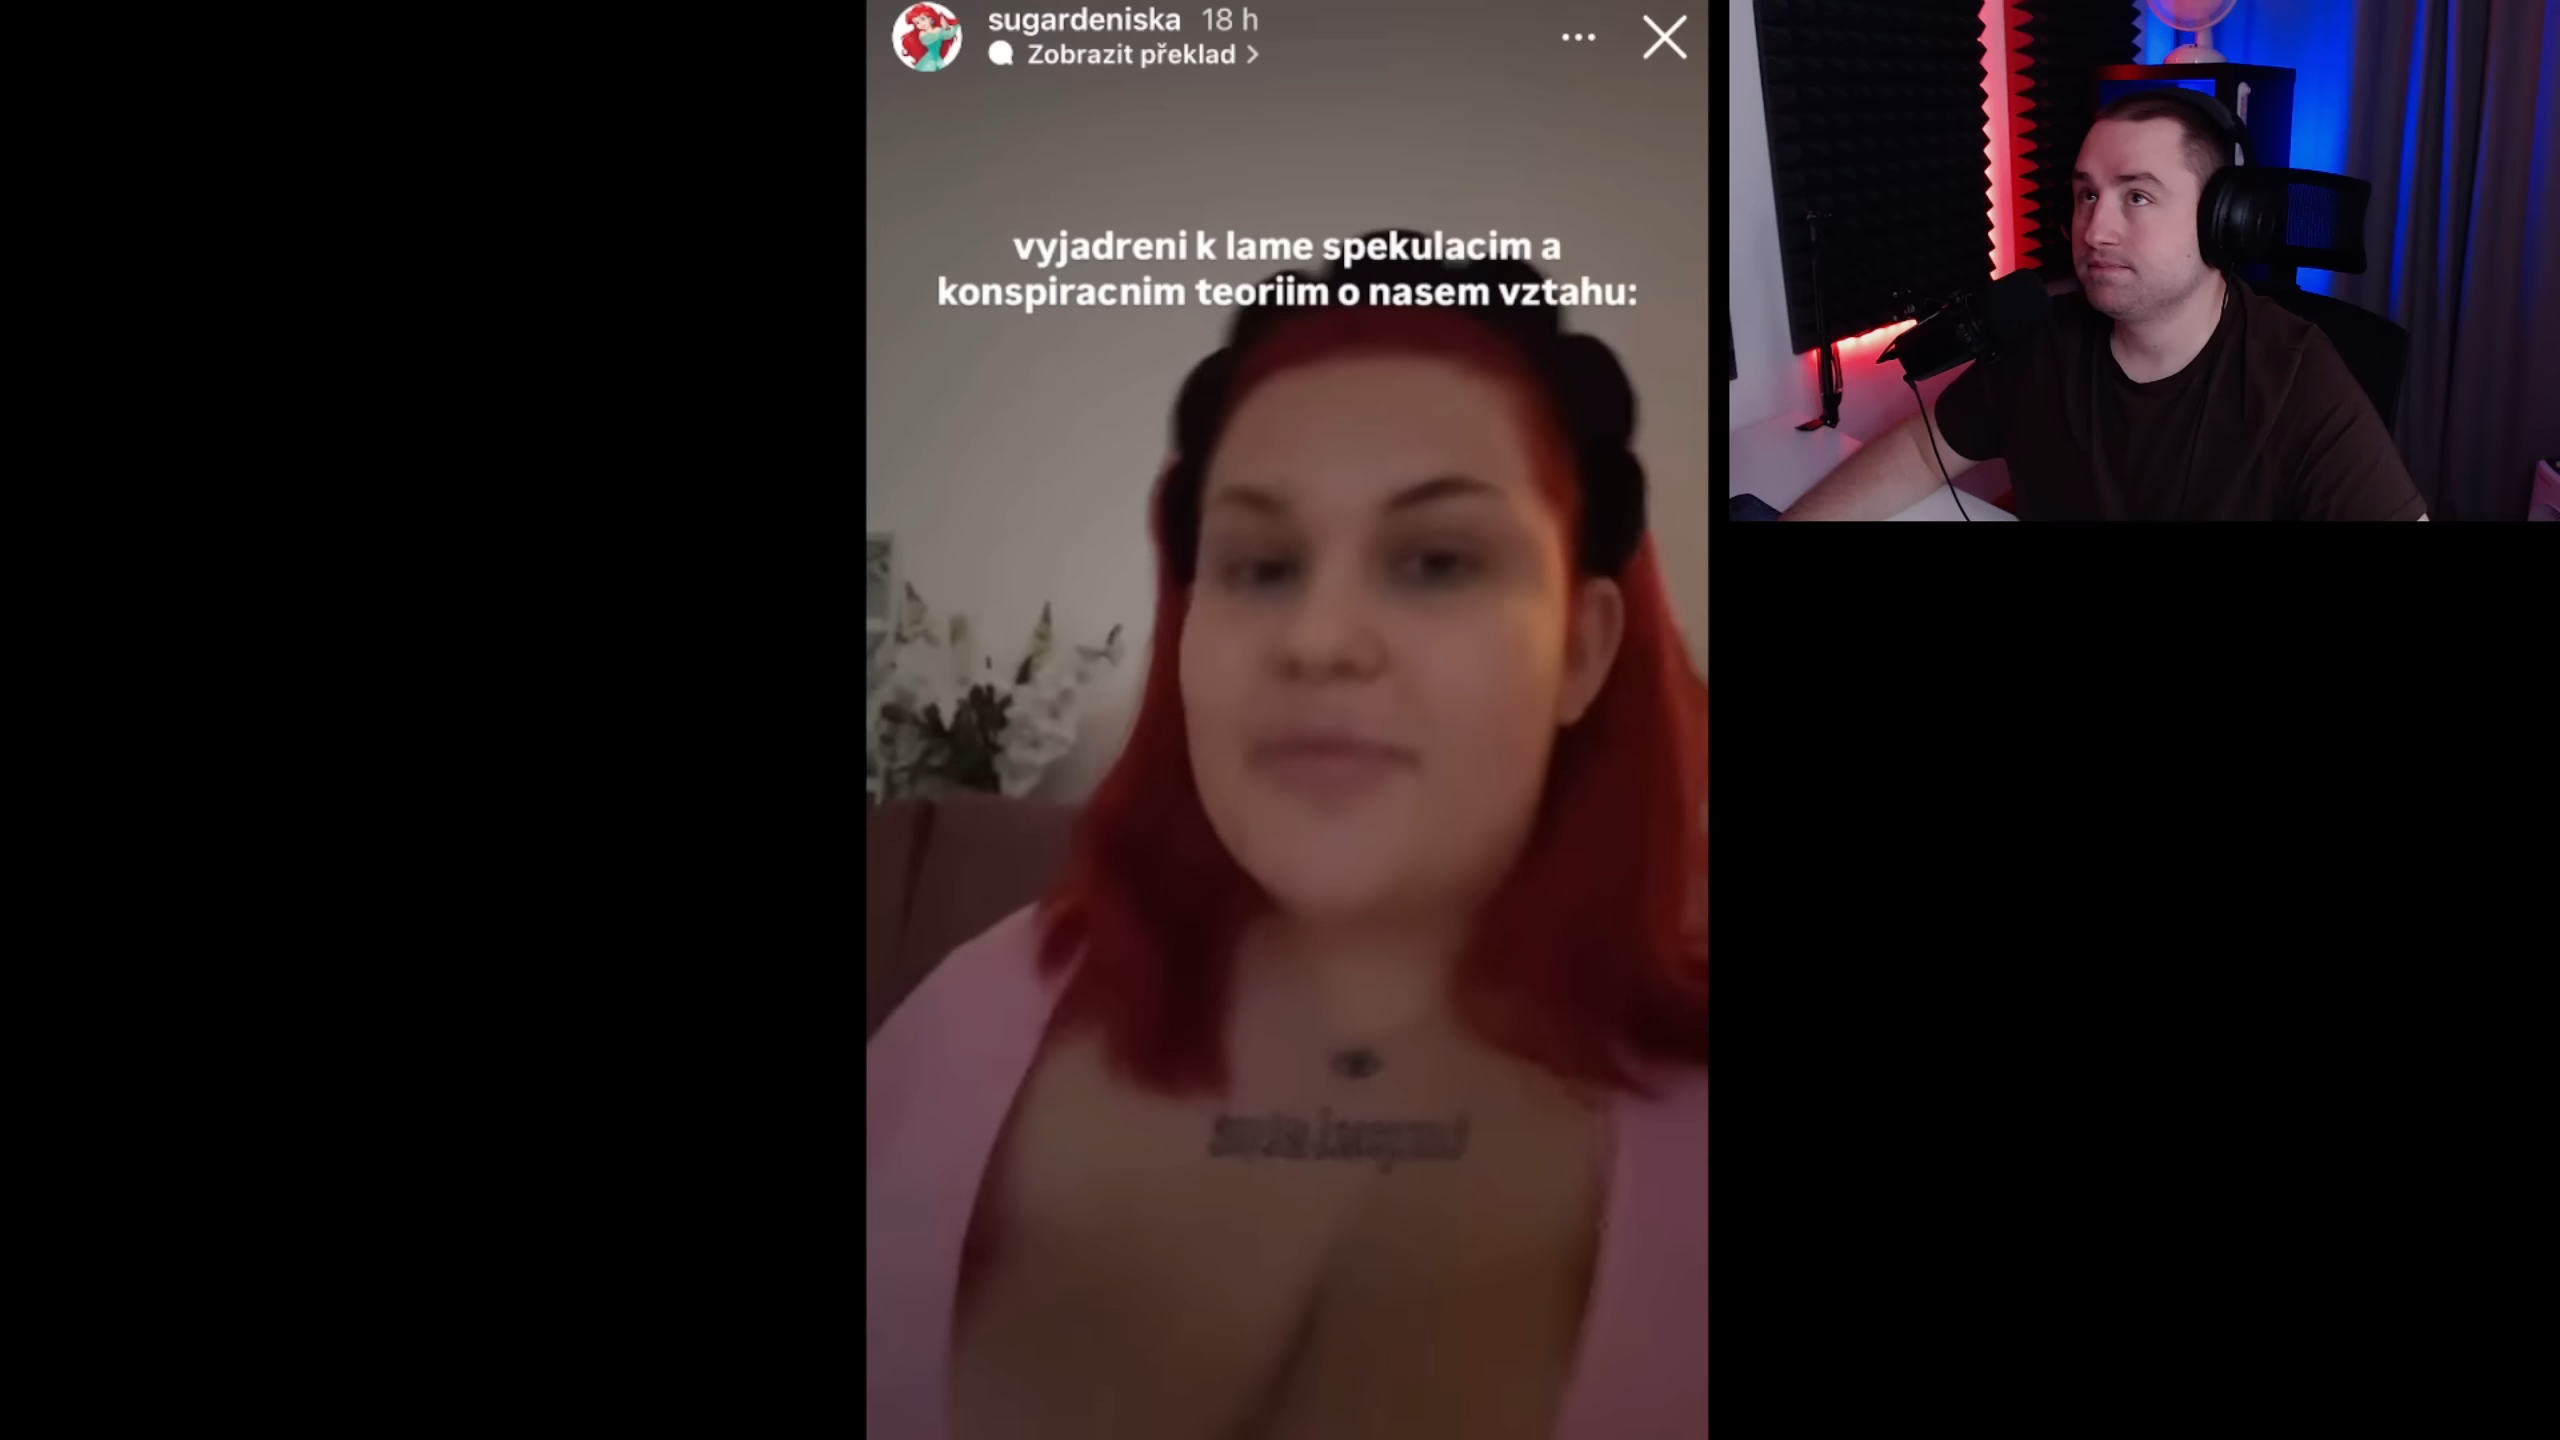 sugardeniska 18 h
Zobrazit překlad >
vyjadreni k lame spekulacim a
konspiracnim teoriim o nasem vztahu: